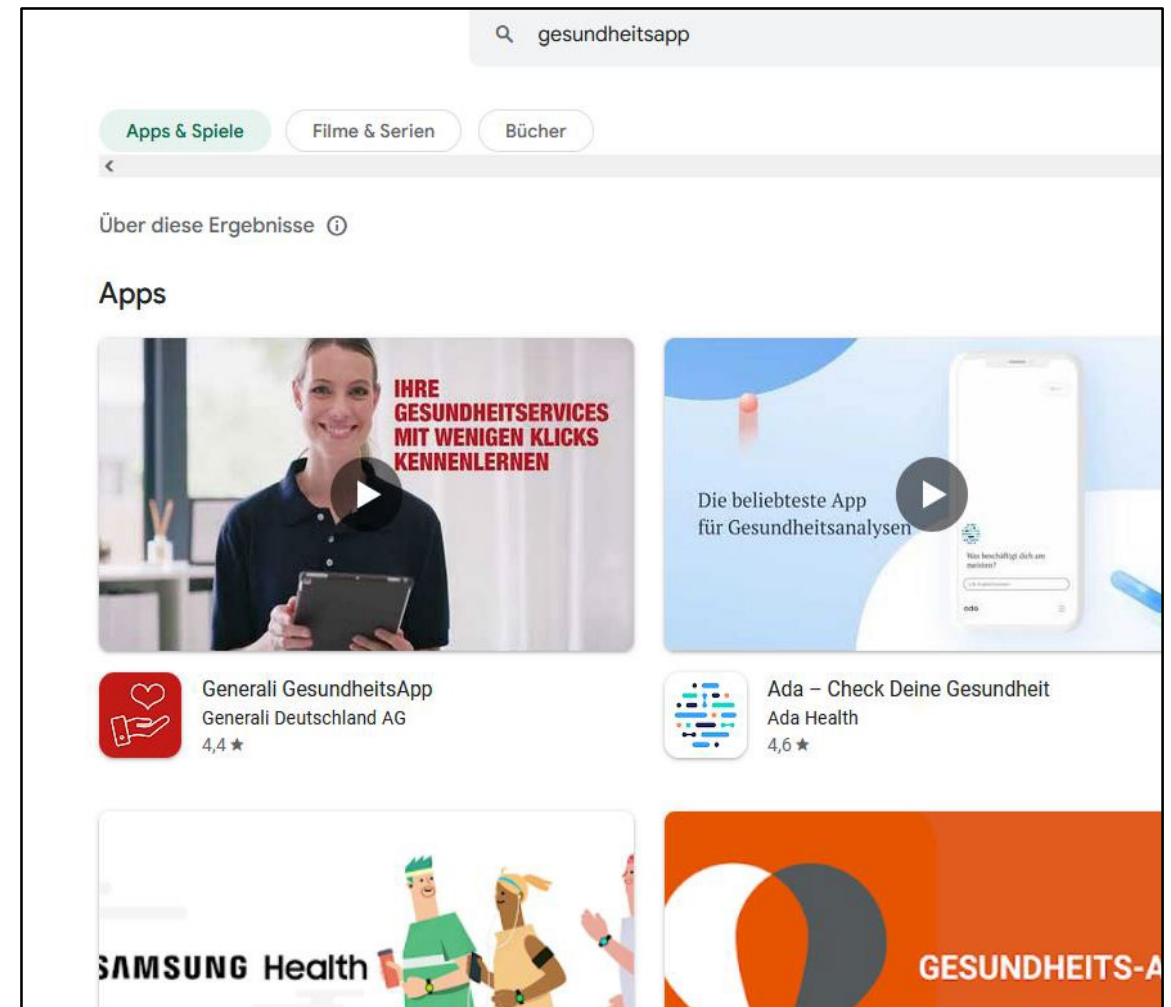 gesundheitsapp
Apps & Spiele
Filme & Serien
Bücher
Über diese Ergebnisse
Apps
IHRE
GESUNDHEITSERVICES
MIT WENIGEN KLICKS
KENNENLERNEN
Die beliebteste App
für Gesundheitsanalysen
Was beschäftigt dich am
meisten?
ada
Generali GesundheitsApp
Generali Deutschland AG
4,4 ★
Ada – Check Deine Gesundheit
Ada Health
4,6 ★
SAMSUNG Health
GESUNDHEITS-A